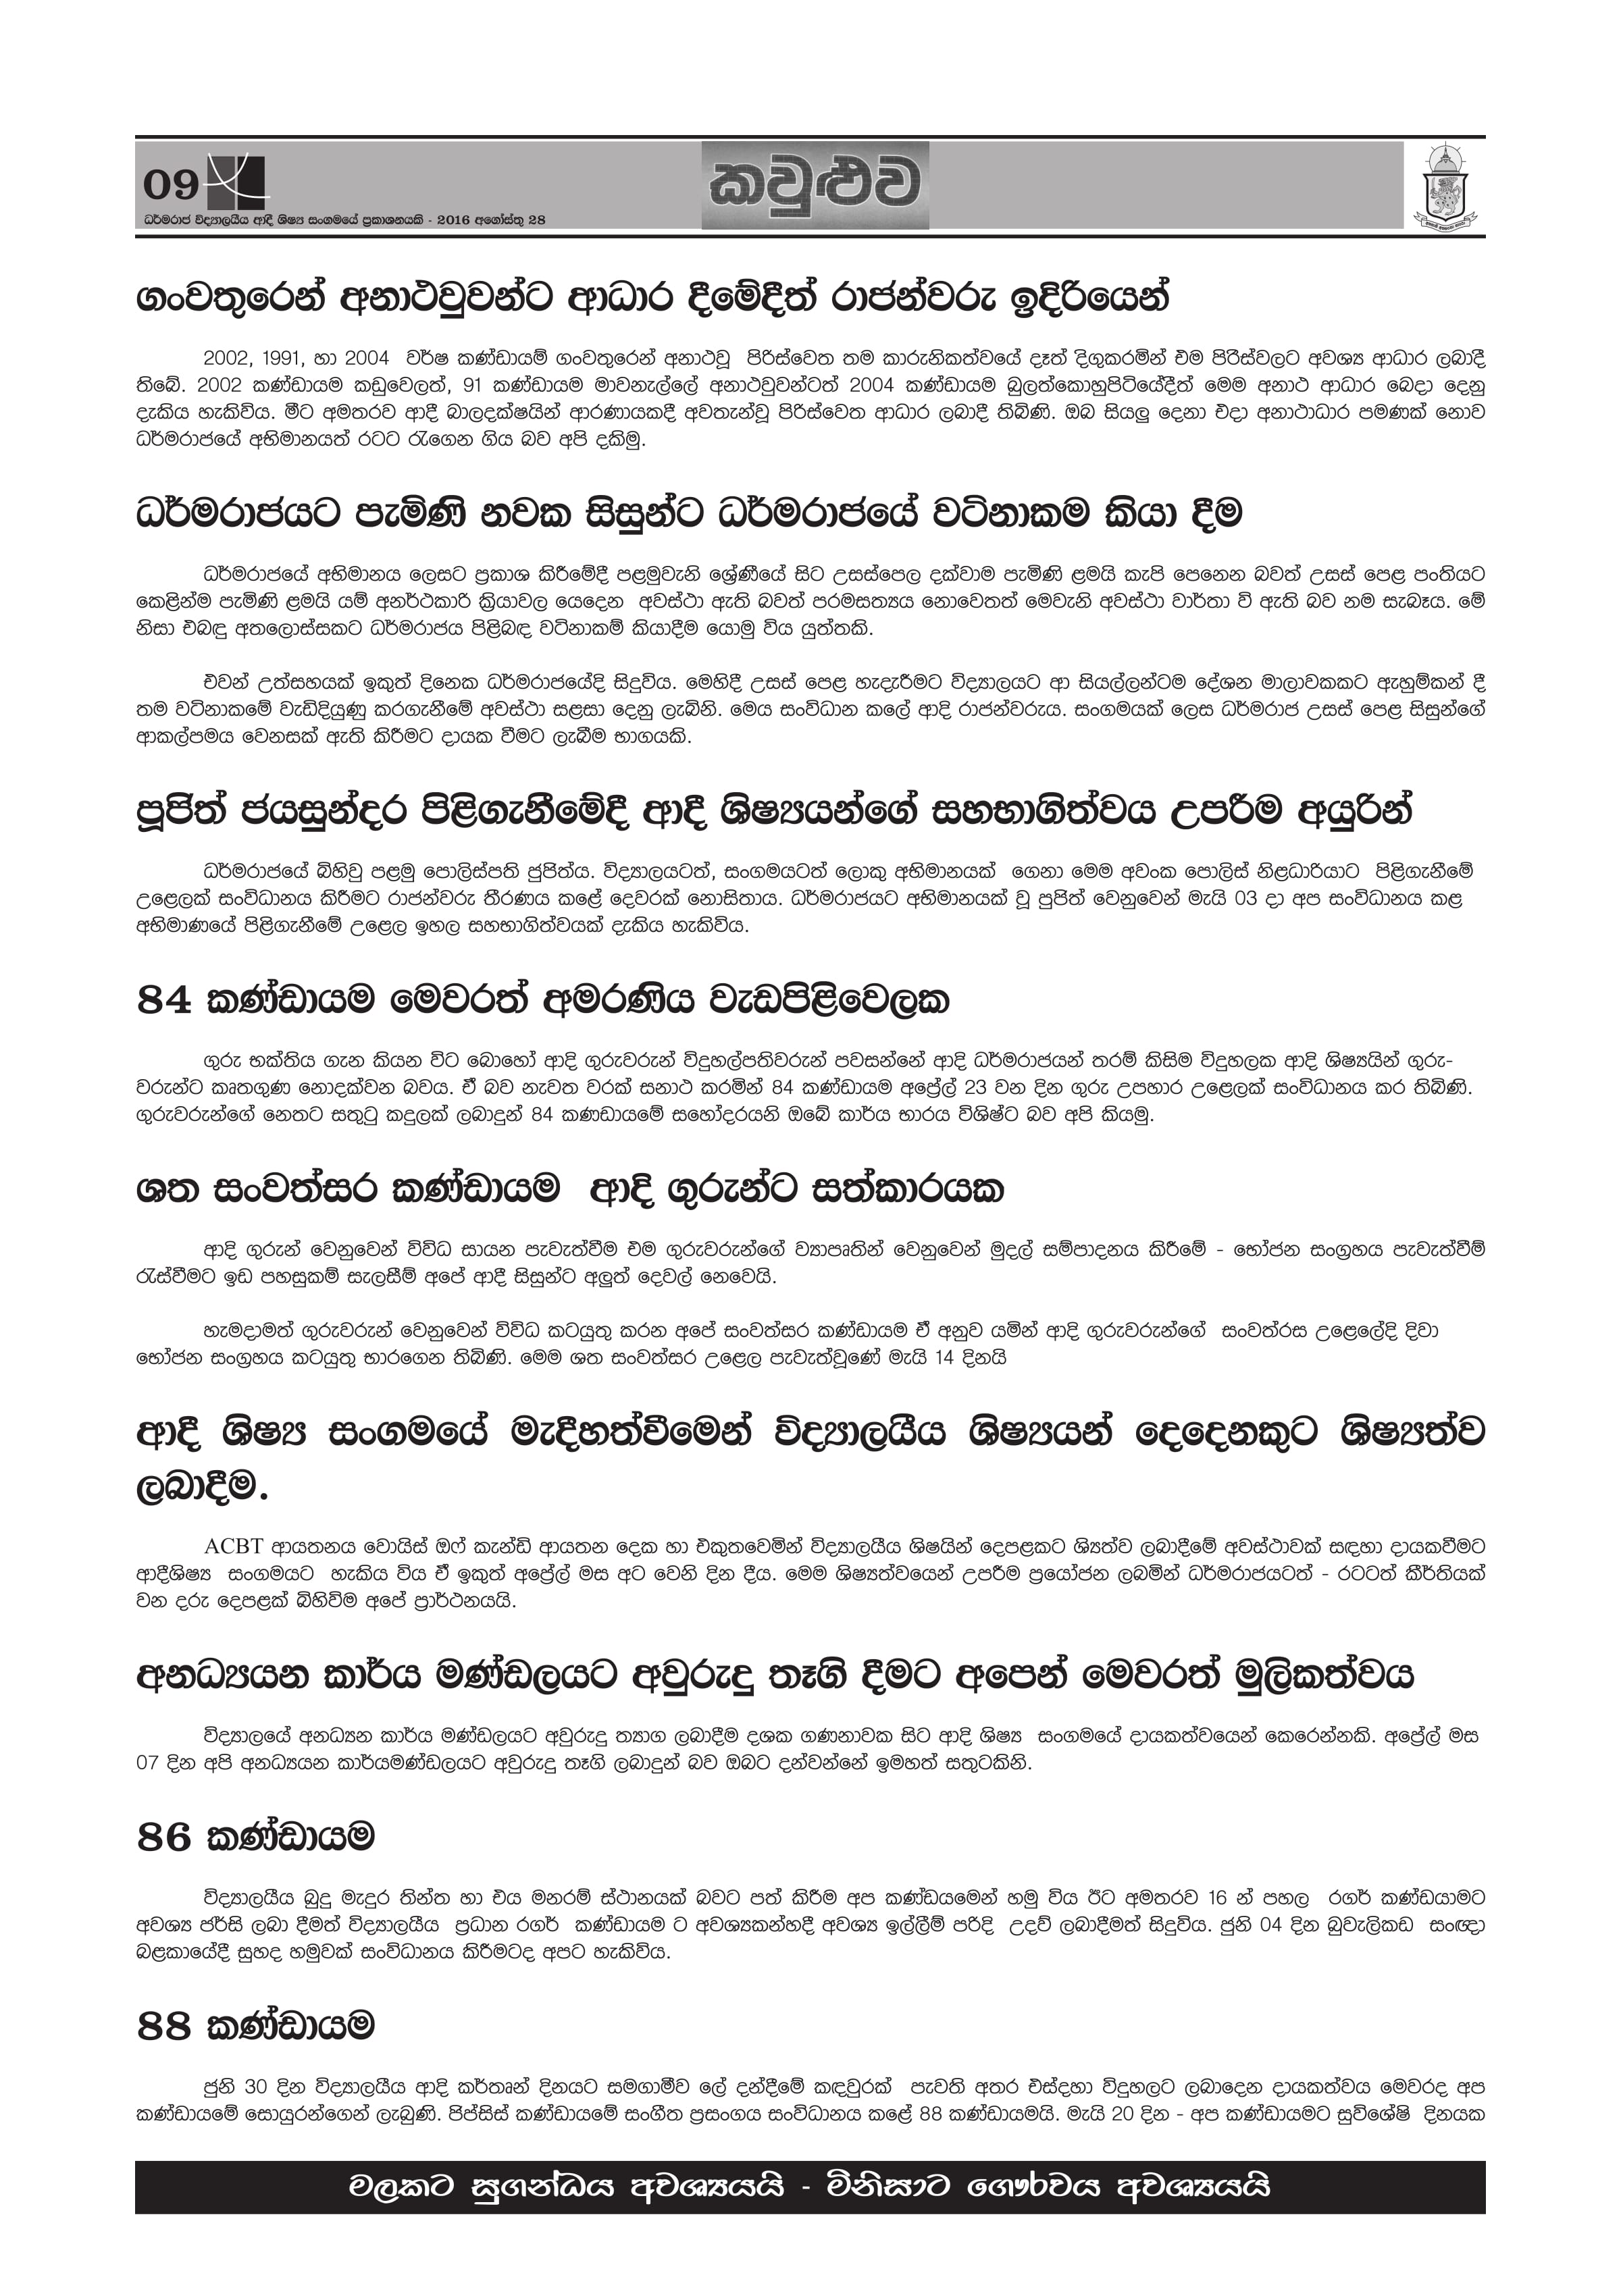 09
කවුළුව
ධර්මරාජ විද්‍යාලයීය ආදී ශිෂ්‍ය සංගමයේ ප්‍රකාශනයකි - 2016 අගෝස්තු 28
ගංවතුරෙන් අනාථවුවන්ට ආධාර දීමේදීත් රාජන්වරු ඉදිරියෙන්
2002, 1991, හා 2004 වර්ෂ කණ්ඩායම් ගංවතුරෙන් අනාථවූ පිරිස්වෙත තම කාරුනිකත්වයේ දෑත් දිගුකරමින් එම පිරිස්වලට අවශ්‍ය ආධාර ලබාදී
තිබේ. 2002 කණ්ඩායම කඩුවෙලත්, 91 කණ්ඩායම මාවනැල්ලේ අනාථවුවන්ටත් 2004 කණ්ඩායම බුලත්කොහුපිටියේදීත් මෙම අනාථ ආධාර බෙදා දෙනු
දැකිය හැකිවිය. මීට අමතරව ආදී බාලදක්ෂයින් ආරණායකදී අවතැන්වූ පිරිස්වෙත ආධාර ලබාදී තිබිණි. ඔබ සියලු දෙනා එදා අනාථාධාර පමණක් නොව
ධර්මරාජයේ අභිමානයත් රටට රැගෙන ගිය බව අපි දකිමු.
ධර්මරාජයට පැමිණි නවක සිසුන්ට ධර්මරාජයේ වටිනාකම කියා දීම
ධර්මරාජයේ අභිමානය ලෙසට ප්‍රකාශ කිරීමේදී පළමුවැනි ශ්‍රේණියේ සිට උසස්පෙල දක්වාම පැමිණි ළමයි කැපි පෙනෙන බවත් උසස් පෙළ පංතියට
කෙළින්ම පැමිණි ළමයි යම් අනර්ථකාරි ක්‍රියාවල යෙදෙන අවස්ථා ඇති බවත් පරමසත්‍යය නොවෙතත් මෙවැනි අවස්ථා වාර්තා වි ඇති බව නම සැබෑය. මේ
නිසා එබඳු අතලොස්සකට ධර්මරාජය පිළිබඳ වටිනාකම් කියාදීම යොමු විය යුත්තකි.
එවන් උත්සහයක් ඉකුත් දිනෙක ධර්මරාජයේදි සිදුවිය. මෙහිදී උසස් පෙළ හැදෑරීමට විද්‍යාලයට ආ සියල්ලන්ටම දේශන මාලාවකකට ඇහුම්කන් දී
තම වටිනාකමේ වැඩිදියුණු කරගැනීමේ අවස්ථා සළසා දෙනු ලැබිනි. මෙය සංවිධාන කලේ ආදි රාජන්වරුය. සංගමයක් ලෙස ධර්මරාජ උසස් පෙළ සිසුන්ගේ
ආකල්පමය වෙනසක් ඇති කිරීමට දායක වීමට ලැබීම භාග‍යකි.
පූජිත් ජයසුන්දර පිළිගැනීමේදී ආදී ශිෂ්‍යයන්ගේ සහභාගිත්වය උපරීම අයුරින්
ධර්මරාජයේ බිහිවු පළමු පොලිස්පති පුජිත්ය. විද්‍යාලයටත්, සංගමයටත් ලොකු අභිමානයක් ගෙනා මෙම අවංක පොලිස් නිළධාරියාට පිළිගැනීමේ
උළෙලක් සංවිධානය කිරීමට රාජන්වරු තීරණය කළේ දෙවරක් නොසිතාය. ධර්මරාජයට අභිමානයක් වූ පුජිත් වෙනුවෙන් මැයි 03 දා අප සංවිධානය කළ
අභිමාණයේ පිළිගැනීමේ උළෙල ඉහල සහභාගිත්වයක් දැකිය හැකිවිය.
84 කණ්ඩායම මෙවරත් අමරණිය වැඩපිළිවෙලක
ගුරු භක්තිය ගැන කියන විට බොහෝ ආදි ගුරුවරුන් විදුහල්පතිවරුන් පවසන්නේ ආදි ධර්මරාජයන් තරම් කිසිම විදුහලක ආදි ශිෂ්‍යයින් ගුරු-
වරුන්ට කෘතගුණ නොදක්වන බවය. ඒ බව නැවත වරක් සනාථ කරමින් 84 කණ්ඩායම අප්‍රේල් 23 වන දින ගුරු උපහාර උළෙලක් සංවිධානය කර තිබිණි.
ගුරුවරුන්ගේ නෙතට සතුටු කදුලක් ලබාදුන් 84 කණඩායමේ සහෝදරයනි ඔබේ කාර්ය භාරය විශිෂ්ට බව අපි කියමු.
ශත සංවත්සර කණ්ඩායම ආදි ගුරුන්ට සත්කාරයක
ආදි ගුරුන් වෙනුවෙන් විවිධ සායන පැවැත්වීම එම ගුරුවරුන්ගේ ව්‍යාපෘතින් වෙනුවෙන් මුදල් සම්පාදනය කිරීමේ - භෝජන සංග්‍රහය පැවැත්වීම්
රැස්වීමට ඉඩ පහසුකම් සැලසීම් අපේ ආදී සිසුන්ට අලුත් දෙවල් නෙවෙයි.
හැමදාමත් ගුරුවරුන් වෙනුවෙන් විවිධ කටයුතු කරන අපේ සංවත්සර කණ්ඩායම ඒ අනුව යමින් ආදි ගුරුවරුන්ගේ සංවත්රස උළෙලේදි දිවා
භෝජන සංග්‍රහය කටයුතු භාරගෙන තිබිණි. මෙම ශත සංවත්සර උළෙල පැවැත්වූණේ මැයි 14 දිනයි
ආදී ශිෂ්‍ය සංගමයේ මැදීහත්වීමෙන් විද්‍යාලයීය ශිෂ්‍යයන් දෙදෙනකුට ශිෂ්‍යත්ව
ලබාදීම.
ACBT ආයතනය වොයිස් ඔෆ් කැන්ඩි ආයතන දෙක හා එකුතවෙමින් විද්‍යාලයීය ශිෂයින් දෙපළකට ශිෂ්‍යත්ව ලබාදීමේ අවස්ථාවක් සඳහා දායකවීමට
ආදීශිෂ්‍ය සංගමයට හැකිය විය ඒ ඉකුත් අප්‍රේල් මස අට වෙනි දින දීය. මෙම ශිෂ්‍යත්වයෙන් උපරීම ප්‍රයෝජන ලබමින් ධර්මරාජයටත් - රටටත් කීර්තියක්
වන දරු දෙපළක් බිහිවිම අපේ ප්‍රාර්ථනයයි.
අනධ්‍යයන කාර්ය මණ්ඩලයට අවුරුදු තෑගි දීමට අපෙන් මෙවරත් මුලිකත්වය
විද්‍යාලයේ අනධ්‍යන කාර්ය මණ්ඩලයට අවුරුදු ත්‍යාග ලබාදීම දශක ගණනාවක සිට ආදි ශිෂ්‍ය සංගමයේ දායකත්වයෙන් කෙරෙන්නකි. අප්‍රේල් මස
07 දින අපි අනධ්‍යයන කාර්යමණ්ඩලයට අවුරුදු තෑගි ලබාදුන් බව ඔබට දන්වන්නේ ඉමහත් සතුටකිනි.
86 කණ්ඩායම
විද්‍යාලයීය බුදු මැදුර තින්ත හා එය මනරම් ස්ථානයක් බවට පත් කිරීම අප කණ්ඩයමෙන් හමු විය ඊට අමතරව 16 න් පහල රගර් කණ්ඩයාමට
අවශ්‍ය ජර්සි ලබා දීමත් විද්‍යාලයීය ප්‍රධාන රගර් කණ්ඩායම ට අවශ්‍යකන්හදී අවශ්‍ය ඉල්ලීම් පරිදි උදව් ලබාදීමත් සිදුවිය. ජුනි 04 දින බුවැලිකඩ සංඥා
බළකායේදී සුහද හමුවක් සංවිධානය කිරීමටද අපට හැකිවිය.
88 කණ්ඩායම
ජුනි 30 දින විද්‍යාලයීය ආදි කර්තෘන් දිනයට සමගාමීව ලේ දන්දීමේ කඳවුරක් පැවති අතර එස්දහා විදුහලට ලබාදෙන දායකත්වය මෙවරද අප
කණ්ඩායමේ සොයුරන්ගෙන් ලැබුණි. පිප්සිස් කණ්ඩායමේ සංගීත ප්‍රසංගය සංවිධානය කළේ 88 කණ්ඩායමයි. මැයි 20 දින - අප කණ්ඩායමට සුවිශේෂි දිනයක
මලකට සුගන්ධය අවශ්‍යයයි - මිනිසාට ගෞරවය අවශ්‍යයයි